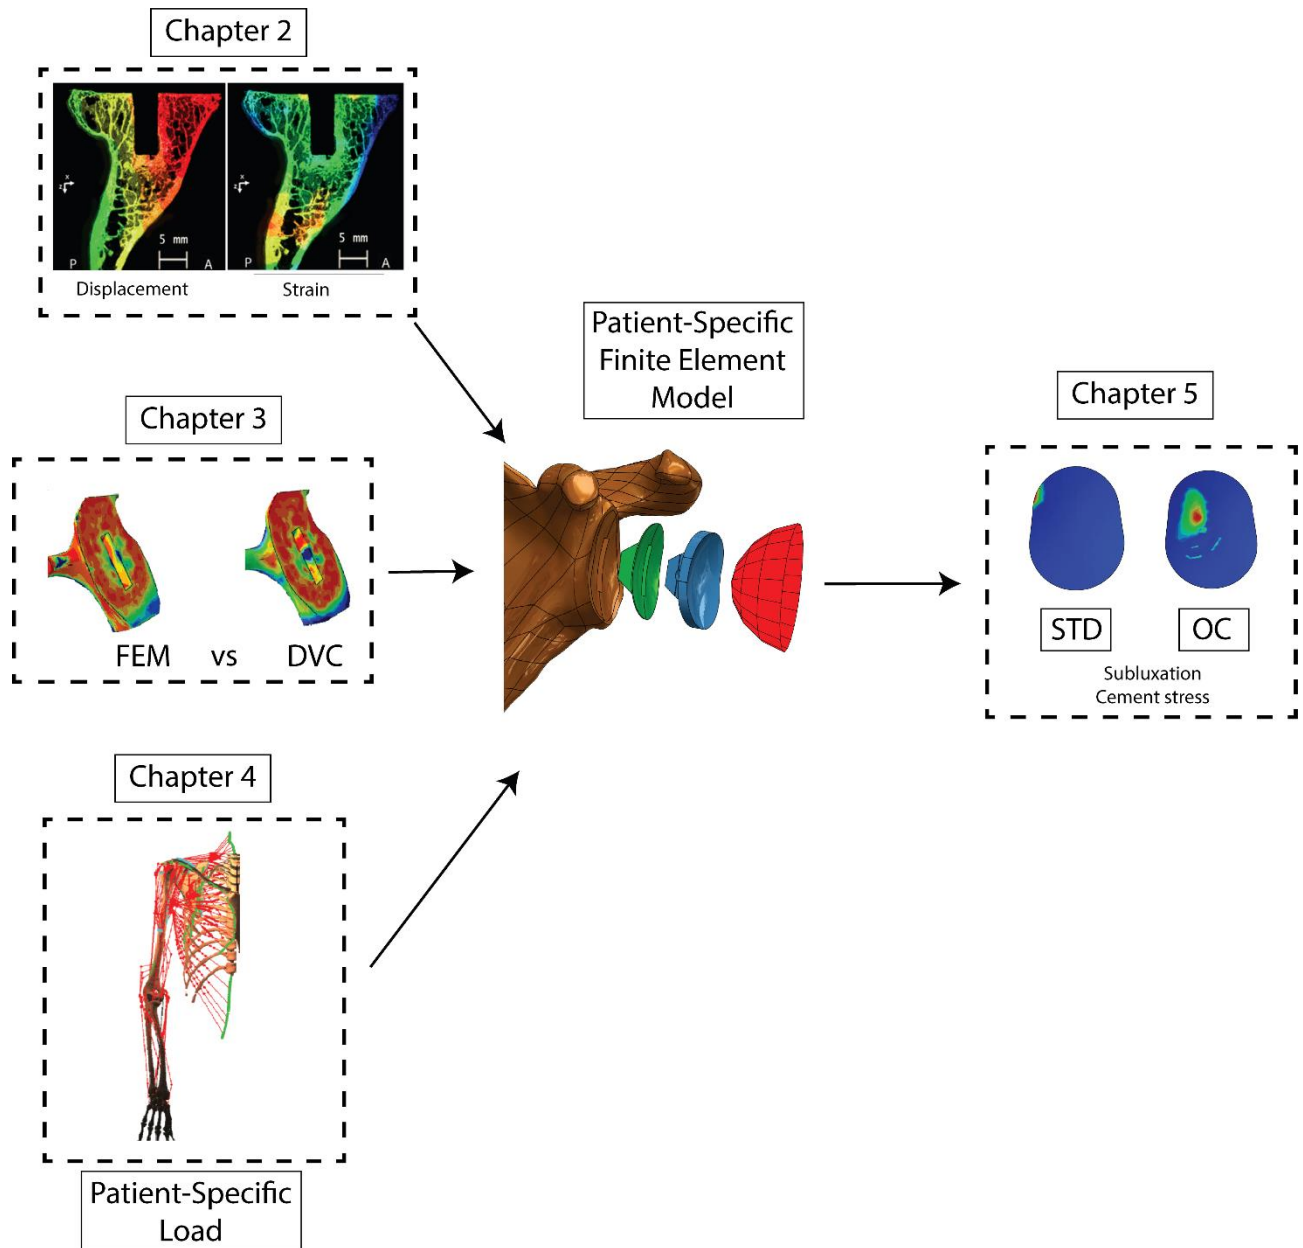 Chapter 2
x
z
5 mm
P
A
x
z
5 mm
P
A
Displacement
Strain
Chapter 3
FEM vs DVC
Chapter 4
Patient-Specific
Load
Patient-Specific
Finite Element
Model
Chapter 5
STD
OC
Subluxation
Cement stress